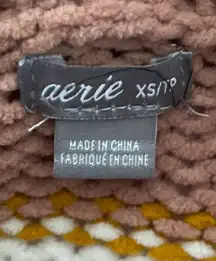 aerie XS/TP
MADE IN CHINA
FABRIQUÉ EN CHINE